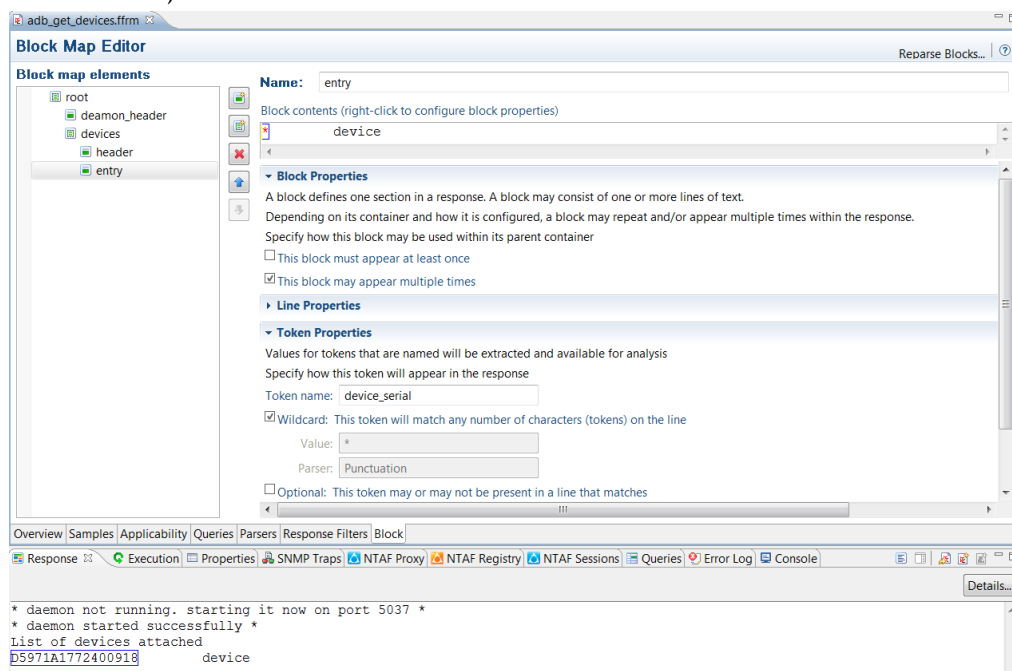 adb_get_devices.ffrm
Block Map Editor
Reparse Blocks...
Block map elements
root
deamon_header
devices
header
entry
Name: entry
Block contents (right-click to configure block properties)
* device
Block Properties
A block defines one section in a response. A block may consist of one or more lines of text.
Depending on its container and how it is configured, a block may repeat and/or appear multiple times within the response.
Specify how this block may be used within its parent container
This block must appear at least once
This block may appear multiple times
Line Properties
Token Properties
Values for tokens that are named will be extracted and available for analysis
Specify how this token will appear in the response
Token name: device_serial
Wildcard: This token will match any number of characters (tokens) on the line
Value: *
Parser: Punctuation
Optional: This token may or may not be present in a line that matches
Overview Samples Applicability Queries Parsers Response Filters Block
Response Execution Properties SNMP Traps NTAF Proxy NTAF Registry NTAF Sessions Queries Error Log Console
Details...
* daemon not running. starting it now on port 5037 *
* daemon started successfully *
List of devices attached
D5971A1772400918 device